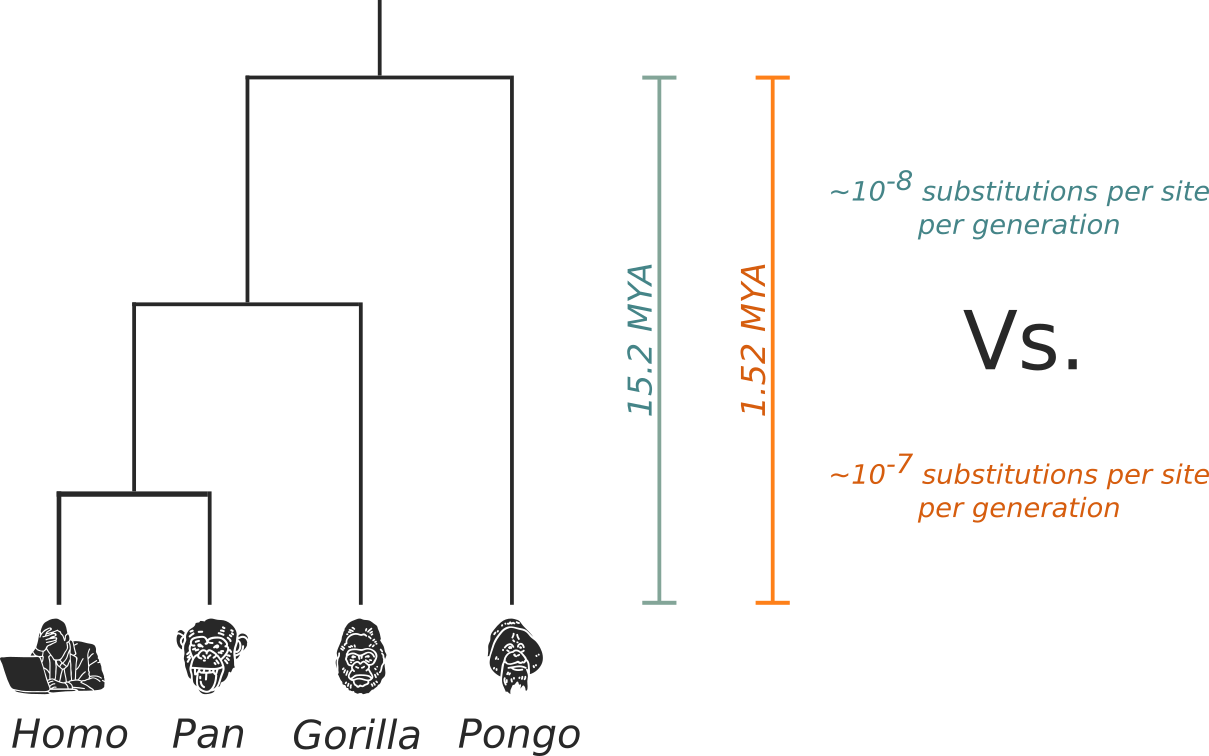 15.2 MYA
1.52 MYA
~10⁻⁸ substitutions per site
per generation
Vs.
~10⁻⁷ substitutions per site
per generation
Homo Pan Gorilla Pongo